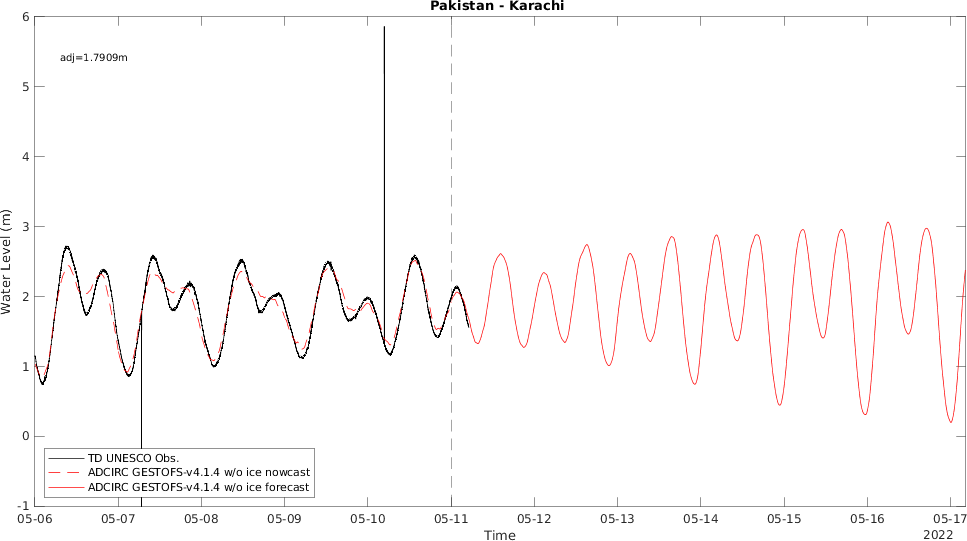 Pakistan - Karachi
adj=1.7909m
Water Level (m)
6
5
4
3
2
1
0
-1
TD UNESCO Obs.
ADCIRC GESTOFS-v4.1.4 w/o ice nowcast
ADCIRC GESTOFS-v4.1.4 w/o ice forecast
05-06 05-07 05-08 05-09 05-10 05-11 05-12 05-13 05-14 05-15 05-16 05-17
Time
2022